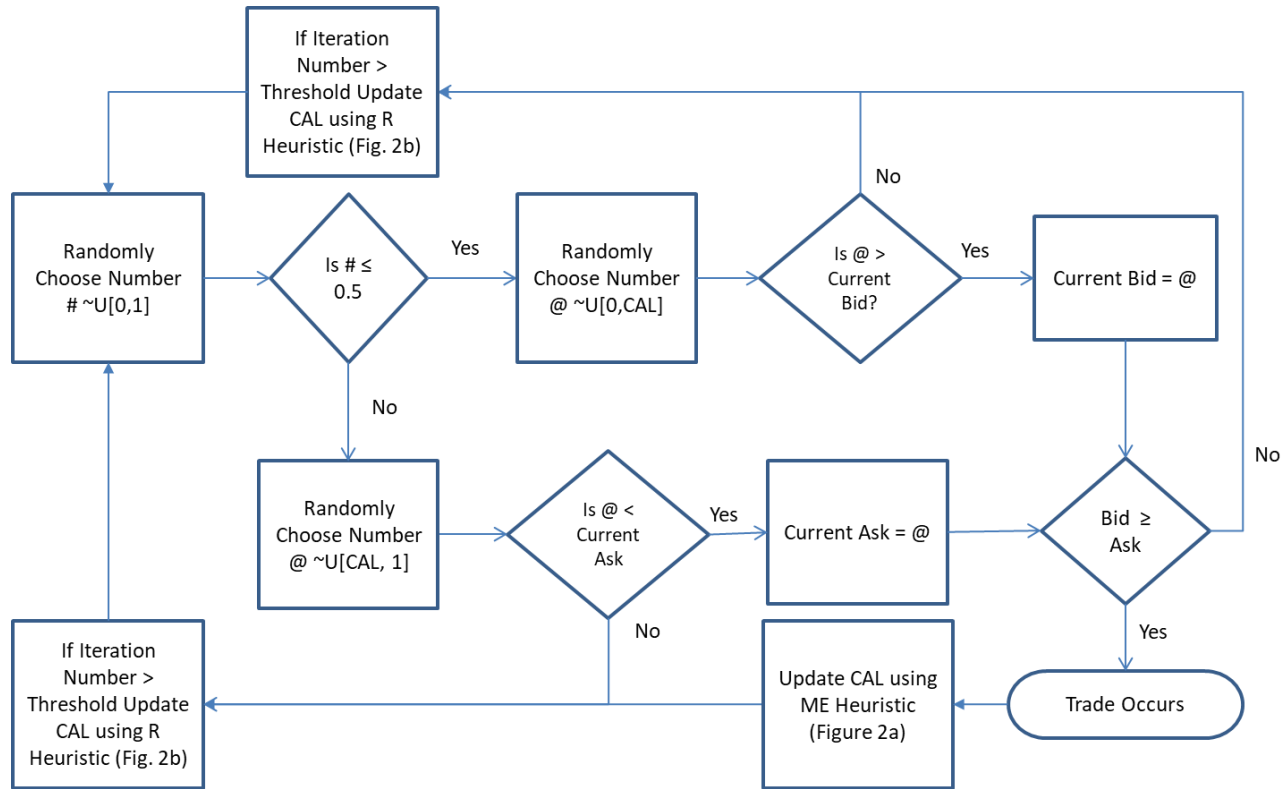 If Iteration
Number >
Threshold Update
CAL using R
Heuristic (Fig. 2b)
No
Randomly
Choose Number
# ~U[0,1]
Is # ≤
0.5
Yes
Randomly
Choose Number
@ ~U[0,CAL]
Is @ >
Current
Bid?
Yes
Current Bid = @
No
Randomly
Choose Number
@ ~U[CAL, 1]
Is @ <
Current
Ask
Yes
Current Ask = @
Bid ≥
Ask
No
If Iteration
Number >
Threshold Update
CAL using R
Heuristic (Fig. 2b)
No
Update CAL using
ME Heuristic
(Figure 2a)
Yes
Trade Occurs